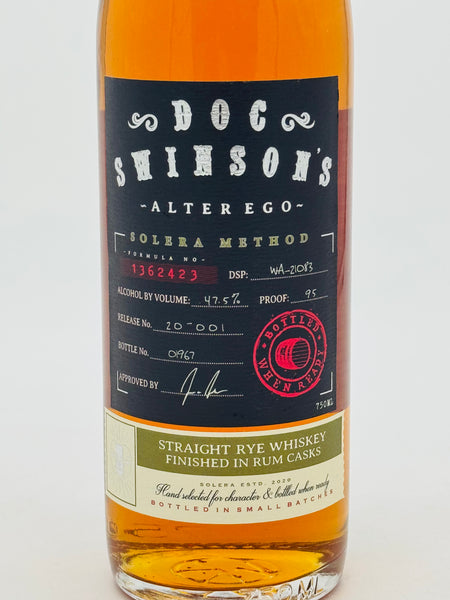 DOC
SWINSON'S
~ALTER EGO~
SOLERA METHOD
-FORMULA NO-
1362423
DSP: WA-21083
ALCOHOL BY VOLUME: 47.5% PROOF: 95
RELEASE No. 20-001
BOTTLE No. 01967
BOTTLED
WHEN READY
APPROVED BY
750ML
STRAIGHT RYE WHISKEY
FINISHED IN RUM CASKS
SOLERA ESTD. 2020
Hand selected for character & bottled when ready
BOTTLED IN SMALL BATCHES